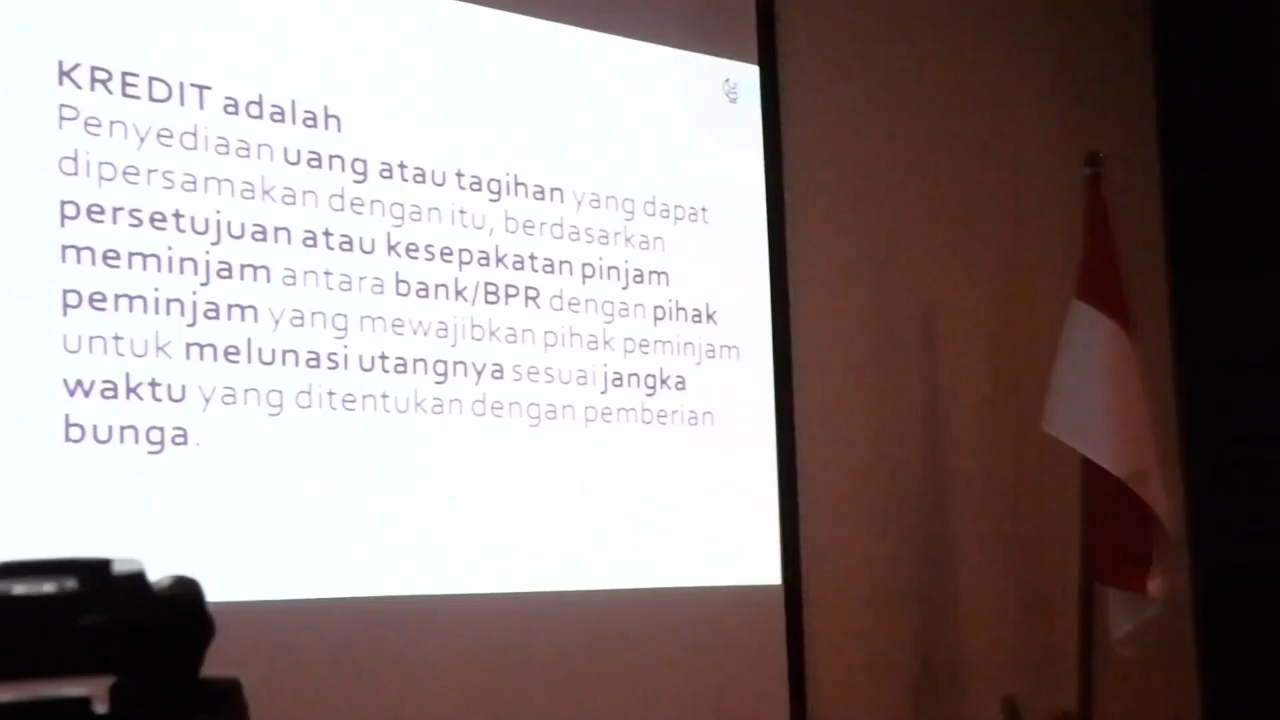 KREDIT adalah
Penyediaan uang atau tagihan yang dapat
dipersamakan dengan itu, berdasarkan
persetujuan atau kesepakatan pinjam
meminjam antara bank/BPR dengan pihak
peminjam yang mewajibkan pihak peminjam
untuk melunasi utangnya sesuai jangka
waktu yang ditentukan dengan pemberian
bunga.